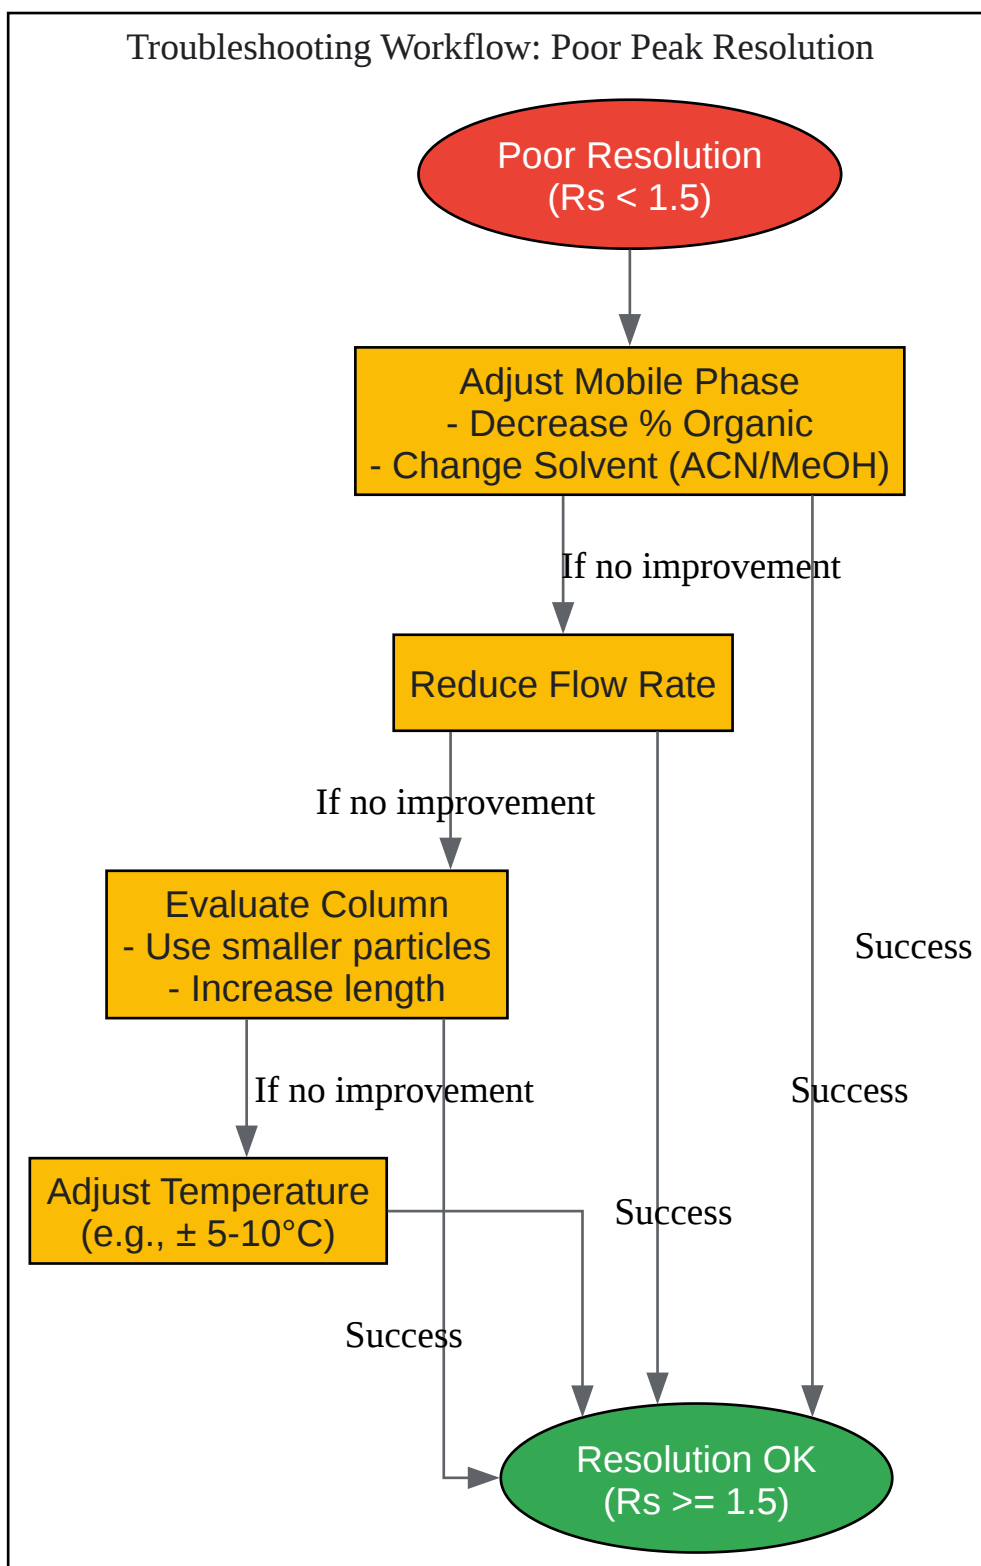 Troubleshooting Workflow: Poor Peak Resolution
Poor Resolution
(Rs < 1.5)
Adjust Mobile Phase
- Decrease % Organic
- Change Solvent (ACN/MeOH)
If no improvement
Reduce Flow Rate
If no improvement
Evaluate Column
- Use smaller particles
- Increase length
Success
If no improvement
Success
Adjust Temperature
(e.g., ± 5-10°C)
Success
Success
Resolution OK
(Rs >= 1.5)